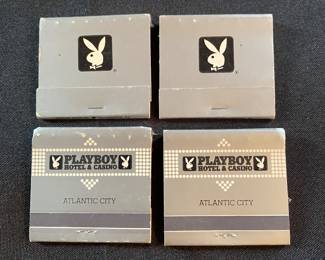 ®
®
PLAYBOY
HOTEL & CASINO
ATLANTIC CITY
PLAYBOY
HOTEL & CASINO
ATLANTIC CITY